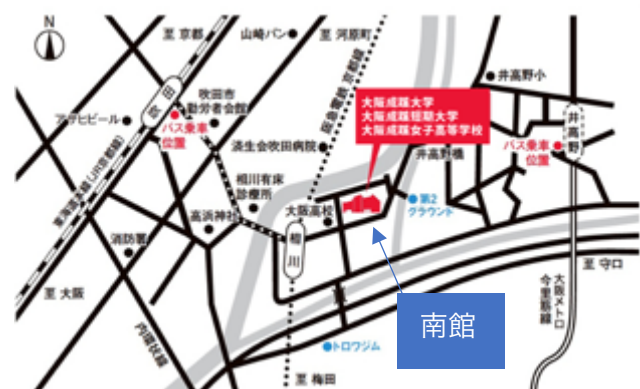 N
至 京都
山崎パン
至 河原町
阪急電鉄 京都線
井高野小
吹田
吹田市
勤労者会館
アサヒビール
バス乗車
位置
大阪成蹊大学
大阪成蹊短期大学
大阪成蹊女子高等学校
井高野
バス乗車
位置
済生会吹田病院
井高野橋
東海道本線(JR京都線)
相川有床
診療所
高浜神社
大阪高校
第2
グラウンド
相川
消防署
至 大阪
内環状線
至 守口
大阪メトロ
今里筋線
南館
トロワジム
至 梅田